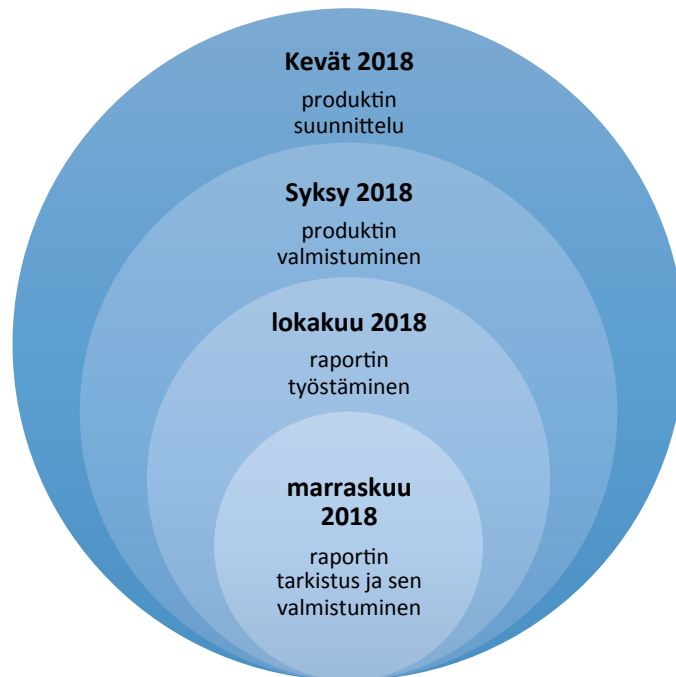 Kevät 2018
produktin
suunnittelu
Syksy 2018
produktin
valmistuminen
lokakuu 2018
raportin
työstäminen
marraskuu
2018
raportin
tarkistus ja sen
valmistuminen